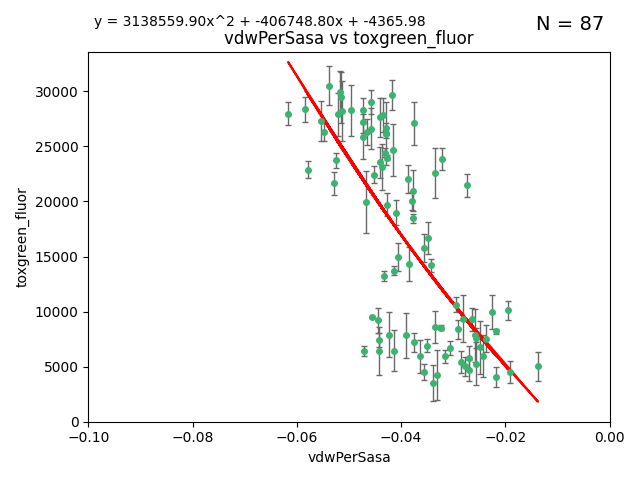 y = 3138559.90x^2 + -406748.80x + -4365.98
N = 87
vdwPerSasa vs toxgreen_fluor
30000
25000
20000
15000
10000
5000
0
toxgreen_fluor
−0.10
−0.08
−0.06
−0.04
−0.02
0.00
vdwPerSasa